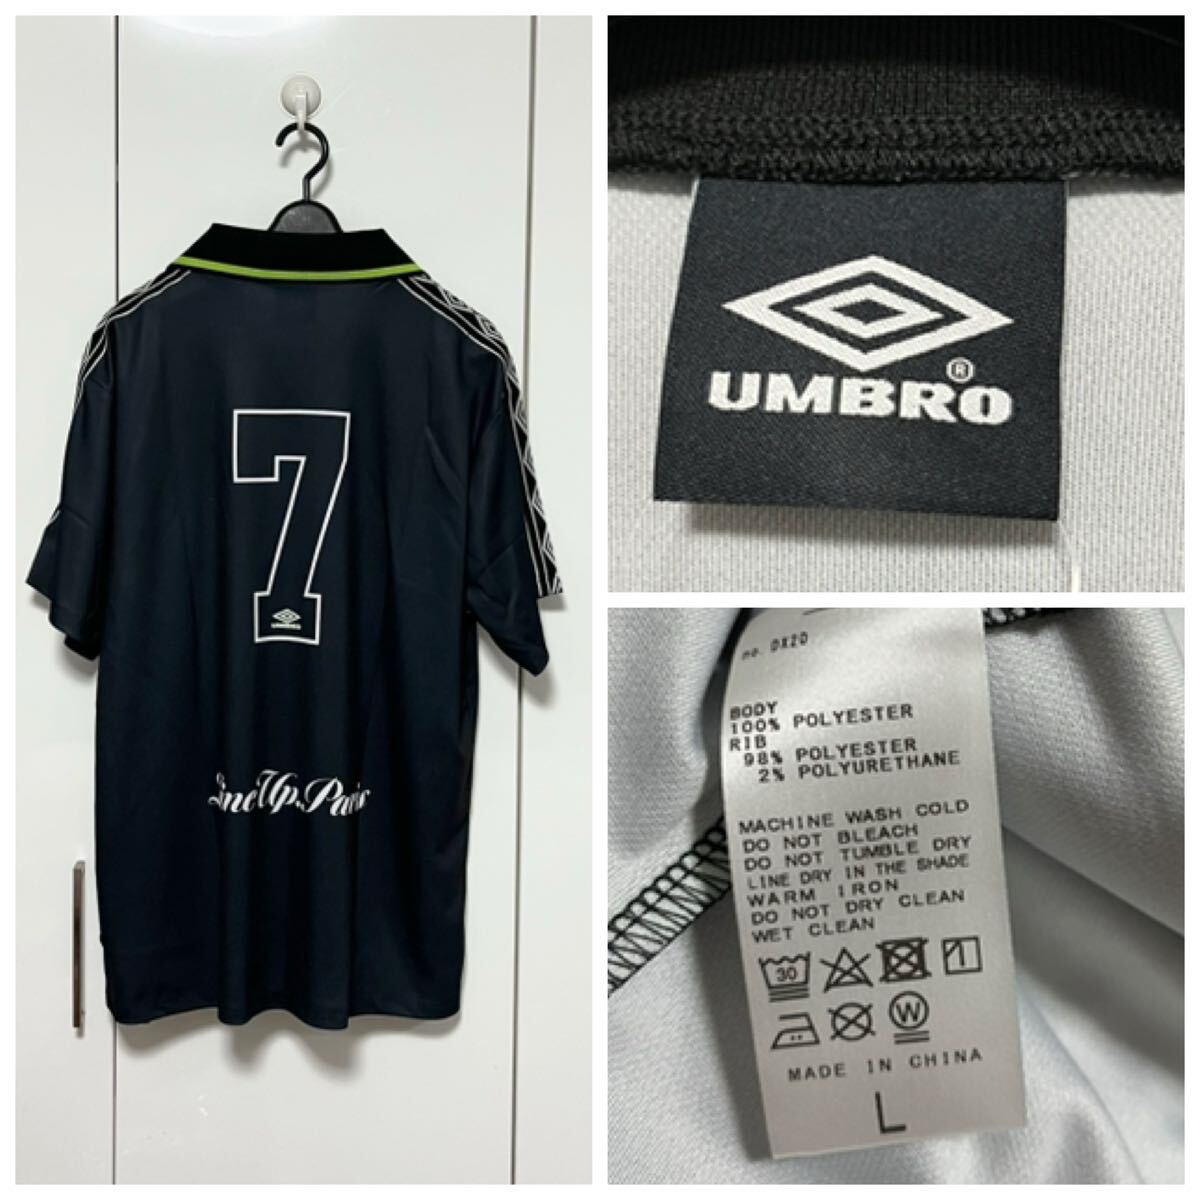 7
UMBRO
Line Up, Paris
UMBRO®
no. DX20
BODY
100% POLYESTER
RIB
98% POLYESTER
2% POLYURETHANE
MACHINE WASH COLD
DO NOT BLEACH
DO NOT TUMBLE DRY
LINE DRY IN THE SHADE
WARM IRON
DO NOT DRY CLEAN
WET CLEAN
30
W
MADE IN CHINA
L